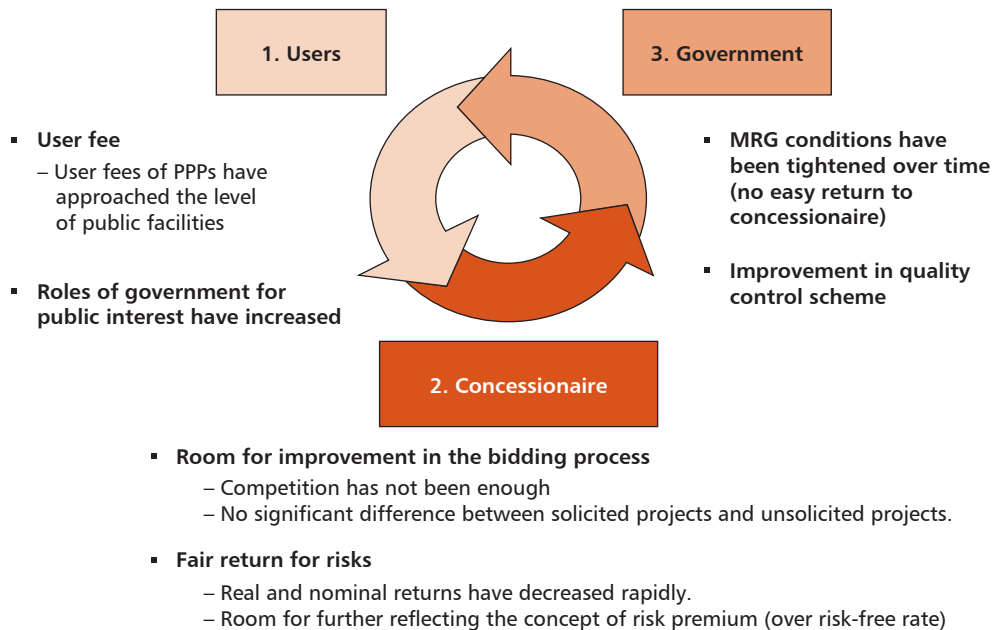 1. Users
3. Government
▪ User fee
– User fees of PPPs have
approached the level
of public facilities
▪ Roles of government for
public interest have increased
▪ MRG conditions have
been tightened over time
(no easy return to
concessionaire)
▪ Improvement in quality
control scheme
2. Concessionaire
▪ Room for improvement in the bidding process
– Competition has not been enough
– No significant difference between solicited projects and unsolicited projects.
▪ Fair return for risks
– Real and nominal returns have decreased rapidly.
– Room for further reflecting the concept of risk premium (over risk-free rate)